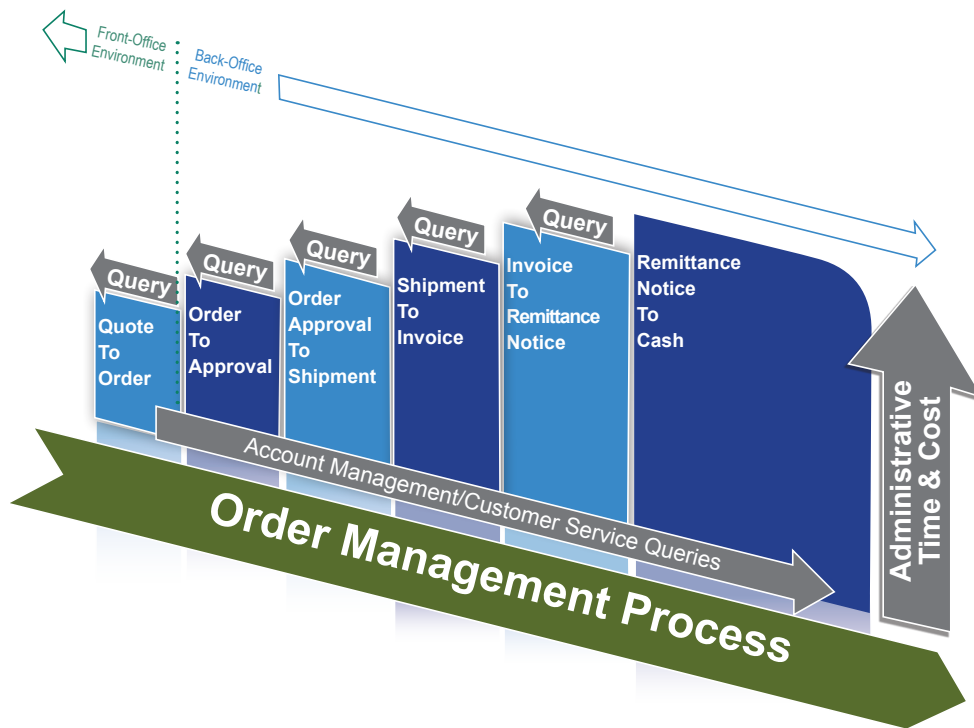 Front-Office
Environment
Back-Office
Environment
Query
Query
Query
Query
Query
Quote
To
Order
Order
To
Approval
Order
Approval
To
Shipment
Shipment
To
Invoice
Invoice
To
Remittance
Notice
Remittance
Notice
To
Cash
Account Management/Customer Service Queries
Order Management Process
Administrative
Time & Cost